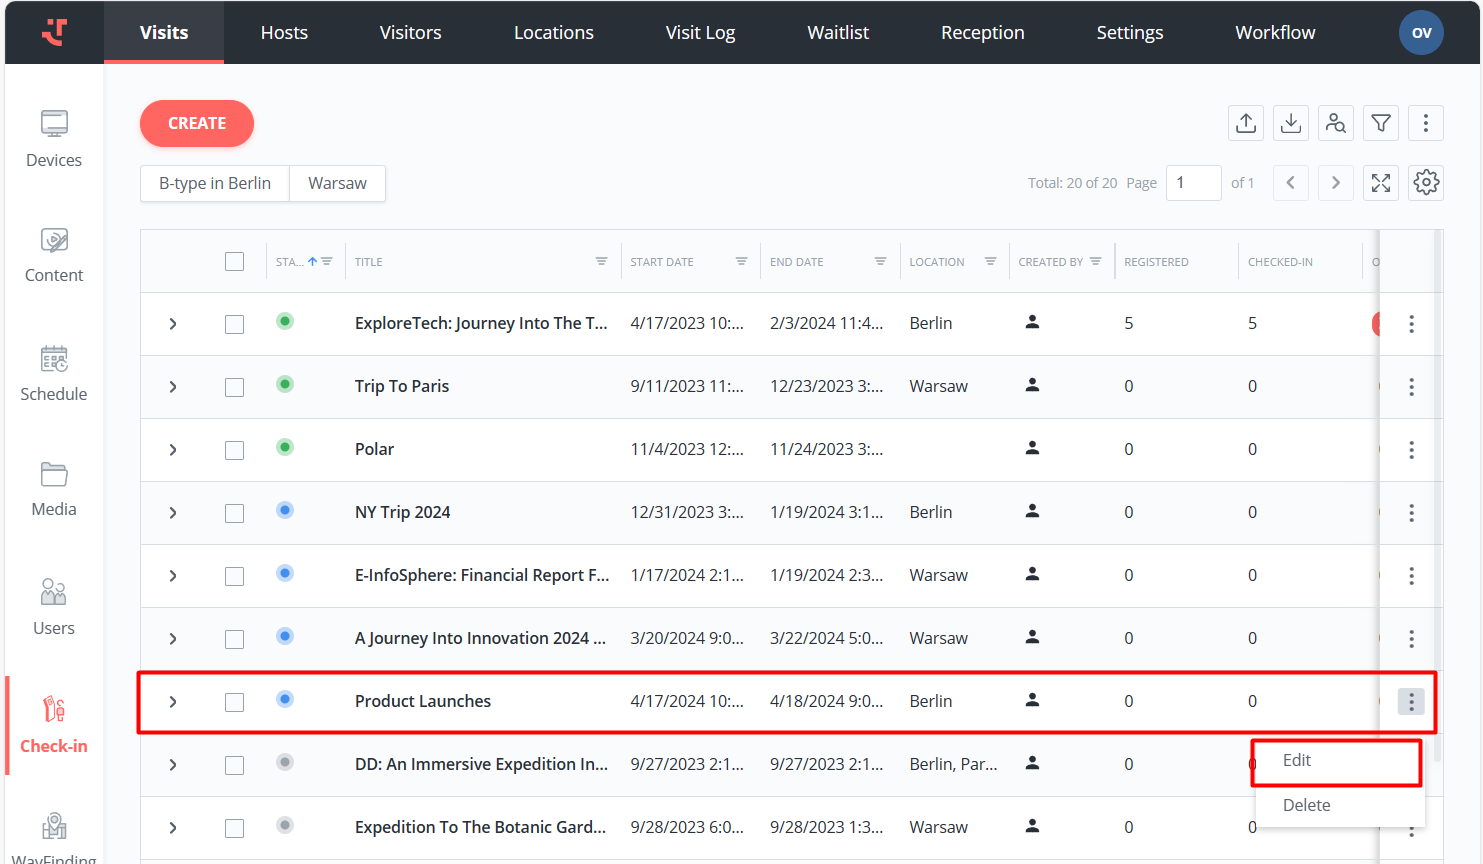 Visits Hosts Visitors Locations Visit Log Waitlist Reception Settings Workflow OV
Devices
Content
Schedule
Media
Users
Check-in
WayFinding
CREATE
B-type in Berlin Warsaw
Total: 20 of 20 Page 1 of 1
STA... TITLE START DATE END DATE LOCATION CREATED BY REGISTERED CHECKED-IN
ExploreTech: Journey Into The T... 4/17/2023 10:... 2/3/2024 11:4... Berlin 5 5
Trip To Paris 9/11/2023 11:... 12/23/2023 3:... Warsaw 0 0
Polar 11/4/2023 12:... 11/24/2023 3:... 0 0
NY Trip 2024 12/31/2023 3:... 1/19/2024 3:1... Berlin 0 0
E-InfoSphere: Financial Report F... 1/17/2024 2:1... 1/19/2024 2:3... Warsaw 0 0
A Journey Into Innovation 2024 ... 3/20/2024 9:0... 3/22/2024 5:0... Warsaw 0 0
Product Launches 4/17/2024 10:... 4/18/2024 9:0... Berlin 0 0
DD: An Immersive Expedition In... 9/27/2023 2:1... 9/27/2023 2:1... Berlin, Par... 0 0
Expedition To The Botanic Gard... 9/28/2023 6:0... 9/28/2023 1:3... Warsaw 0 0
Edit
Delete